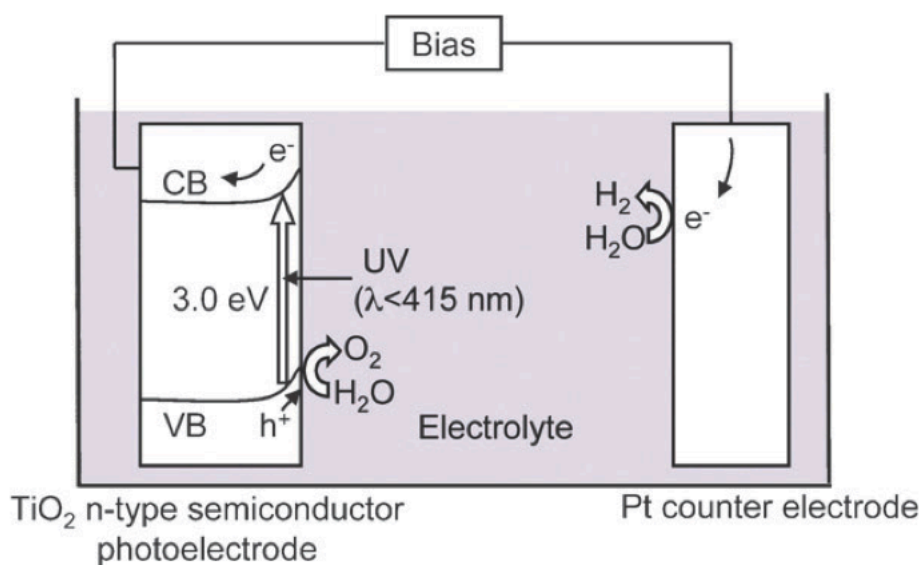 Bias
e⁻
CB
H₂
e⁻
H₂O
UV
3.0 eV
(λ<415 nm)
O₂
H₂O
VB
h⁺
Electrolyte
TiO₂ n-type semiconductor
photoelectrode
Pt counter electrode